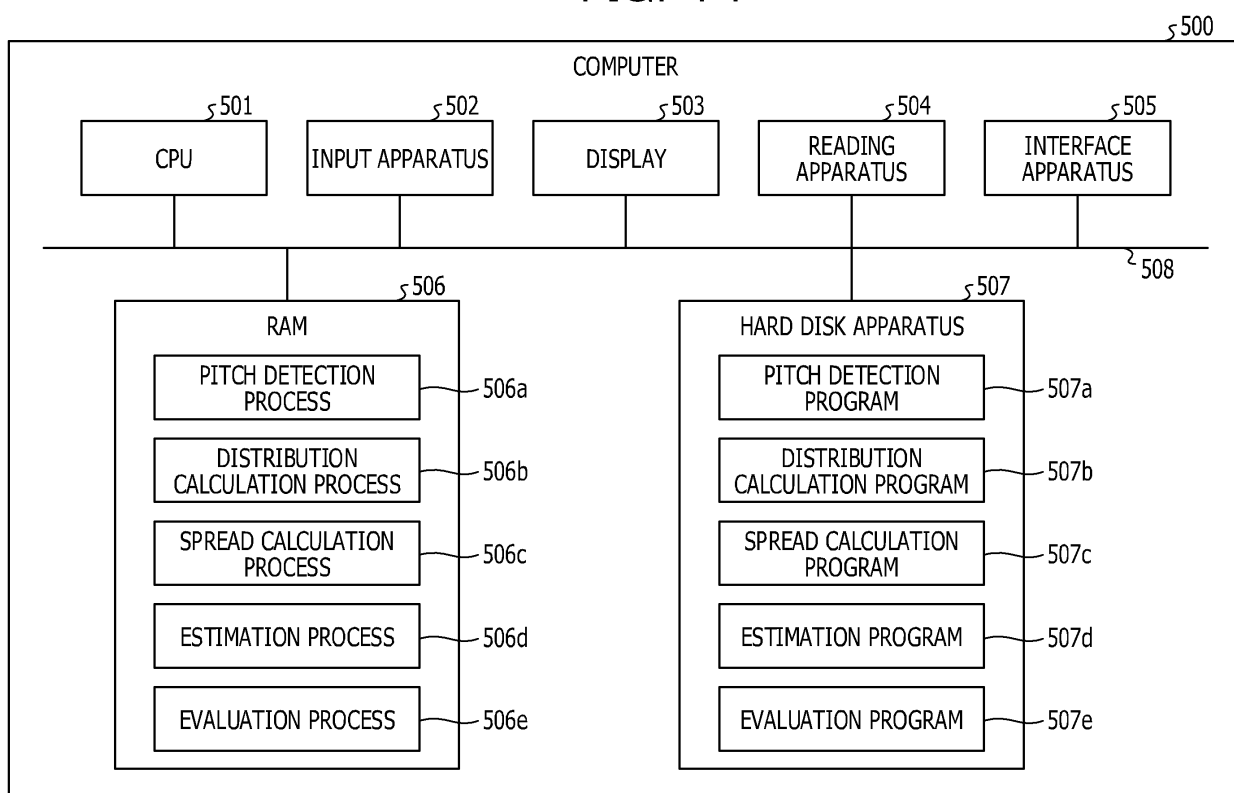 500
COMPUTER
501
502
503
504
505
CPU
INPUT APPARATUS
DISPLAY
READING
APPARATUS
INTERFACE
APPARATUS
508
506
507
RAM
HARD DISK APPARATUS
PITCH DETECTION
PROCESS
506a
PITCH DETECTION
PROGRAM
507a
DISTRIBUTION
CALCULATION PROCESS
506b
DISTRIBUTION
CALCULATION PROGRAM
507b
SPREAD CALCULATION
PROCESS
506c
SPREAD CALCULATION
PROGRAM
507c
ESTIMATION PROCESS
506d
ESTIMATION PROGRAM
507d
EVALUATION PROCESS
506e
EVALUATION PROGRAM
507e